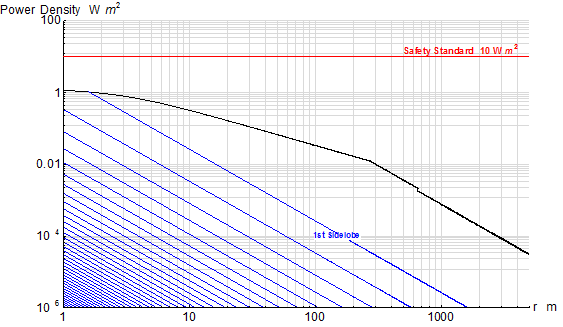 Power Density W m²
100
Safety Standard 10 W m²
1
0.01
1st Sidelobe
10⁻⁴
10⁻⁶
1 10 100 1000 r m